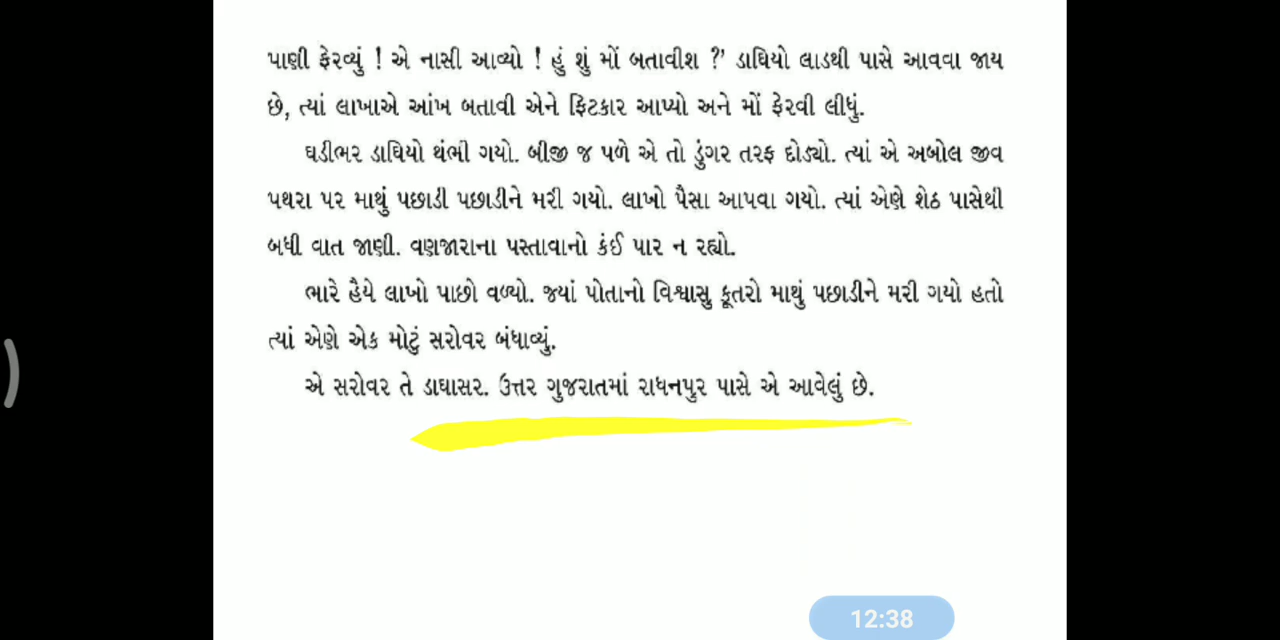 પાણી ફેરવ્યું ! એ નાસી આવ્યો ! હું શું મોં બતાવીશ ?’ ડાઘિયો લાડથી પાસે આવવા જાય
છે, ત્યાં લાખાએ આંખ બતાવી એને ફિટકાર આપ્યો અને મોં ફેરવી લીધું.
ઘડીભર ડાઘિયો થંભી ગયો. બીજી જ પળે એ તો ડુંગર તરફ દોડ્યો. ત્યાં એ અબોલ જીવ
પથરા પર માથું પછાડી પછાડીને મરી ગયો. લાખો પૈસા આપવા ગયો. ત્યાં એણે શેઠ પાસેથી
બધી વાત જાણી. વણજારાના પસ્તાવાનો કંઈ પાર ન રહ્યો.
ભારે હૈયે લાખો પાછો વળ્યો. જ્યાં પોતાનો વિશ્વાસુ કૂતરો માથું પછાડીને મરી ગયો હતો
ત્યાં એણે એક મોટું સરોવર બંધાવ્યું.
એ સરોવર તે ડાઘાસર. ઉત્તર ગુજરાતમાં રાધનપુર પાસે એ આવેલું છે.
12:38